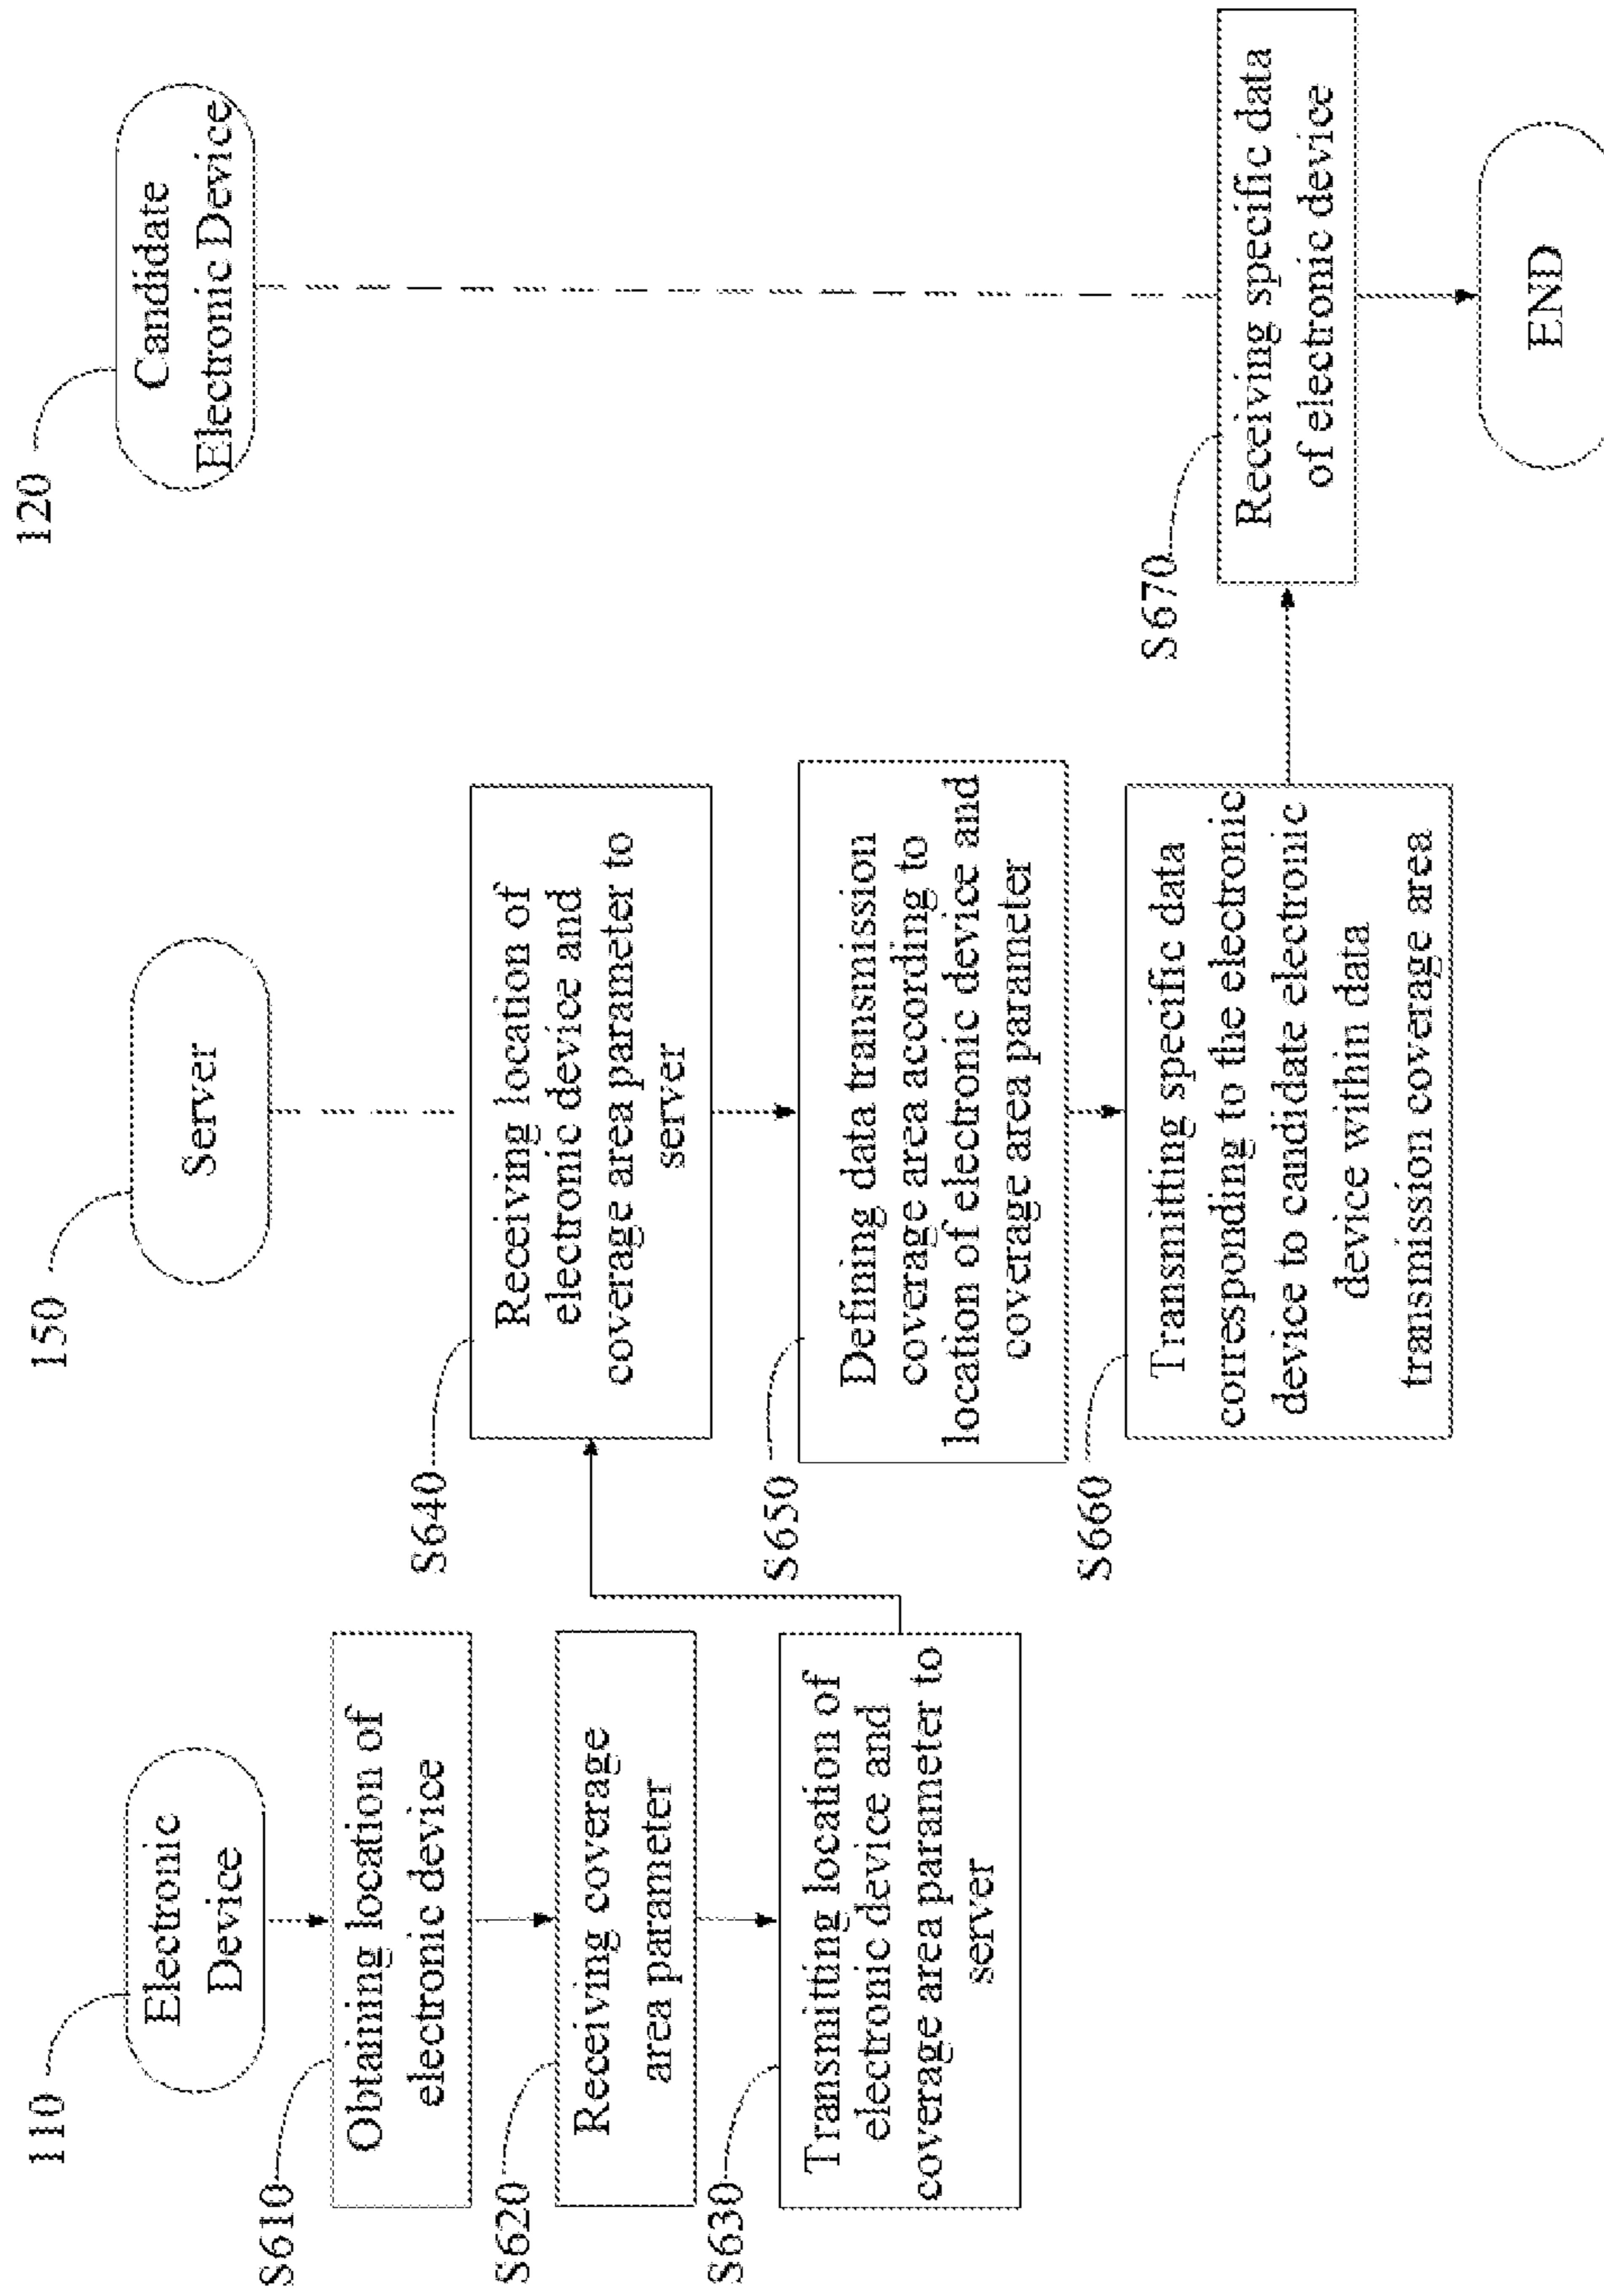 110
Electronic
Device
S610
Obtaining location of
electronic device
S620
Receiving coverage
area parameter
S630
Transmitting location of
electronic device and
coverage area parameter to
server
150
Server
S640
Receiving location of
electronic device and
coverage area parameter to
server
S650
Defining data transmission
coverage area according to
location of electronic device and
coverage area parameter
S660
Transmitting specific data
corresponding to the electronic
device to candidate electronic
device within data
transmission coverage area
120
Candidate
Electronic Device
S670
Receiving specific data
of electronic device
END